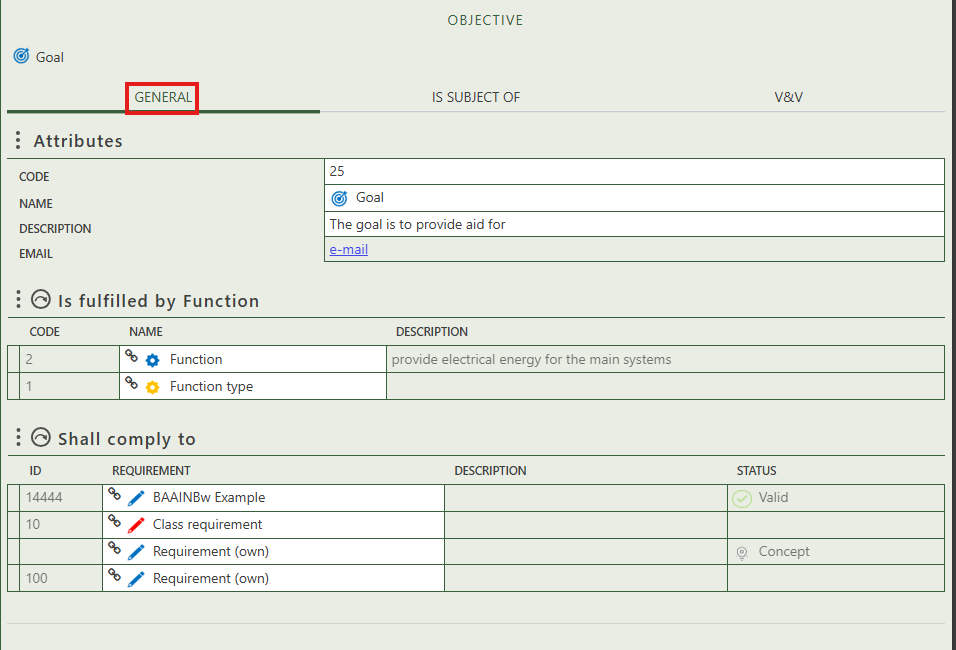 OBJECTIVE
Goal
GENERAL IS SUBJECT OF V&V
Attributes
CODE 25
NAME Goal
DESCRIPTION The goal is to provide aid for
EMAIL e-mail
Is fulfilled by Function
CODE NAME DESCRIPTION
2 Function provide electrical energy for the main systems
1 Function type
Shall comply to
ID REQUIREMENT DESCRIPTION STATUS
14444 BAAINBw Example Valid
10 Class requirement
Requirement (own) Concept
100 Requirement (own)